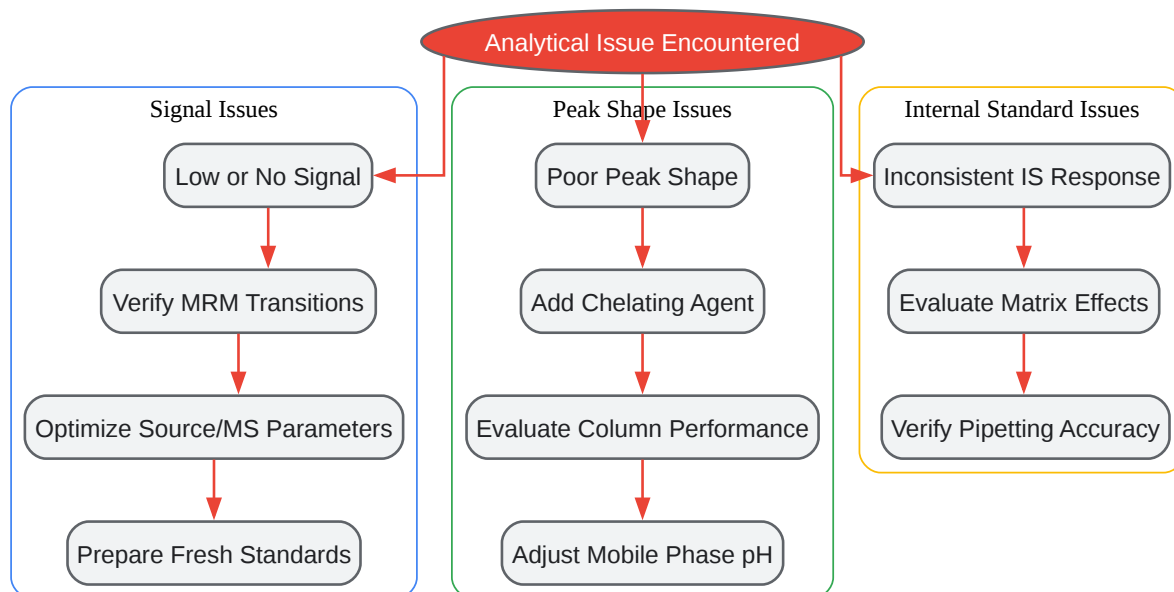 Analytical Issue Encountered
Signal Issues
Low or No Signal
Verify MRM Transitions
Optimize Source/MS Parameters
Prepare Fresh Standards
Peak Shape Issues
Poor Peak Shape
Add Chelating Agent
Evaluate Column Performance
Adjust Mobile Phase pH
Internal Standard Issues
Inconsistent IS Response
Evaluate Matrix Effects
Verify Pipetting Accuracy